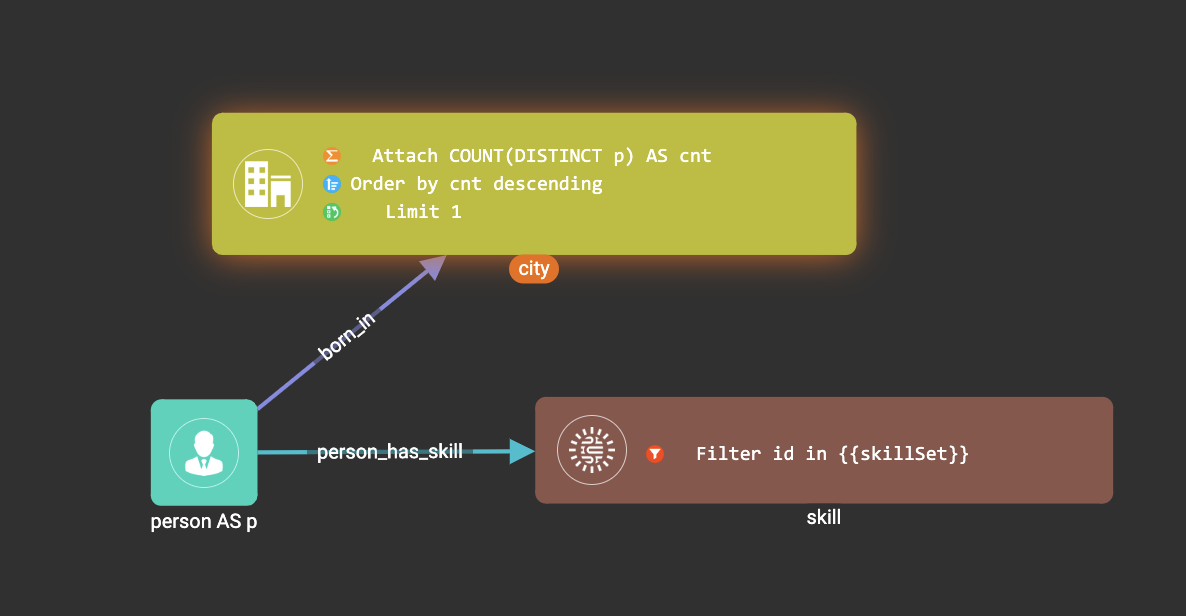 Attach COUNT(DISTINCT p) AS cnt
Order by cnt descending
Limit 1
city
born_in
person_has_skill
Filter id in {{skillSet}}
person AS p
skill